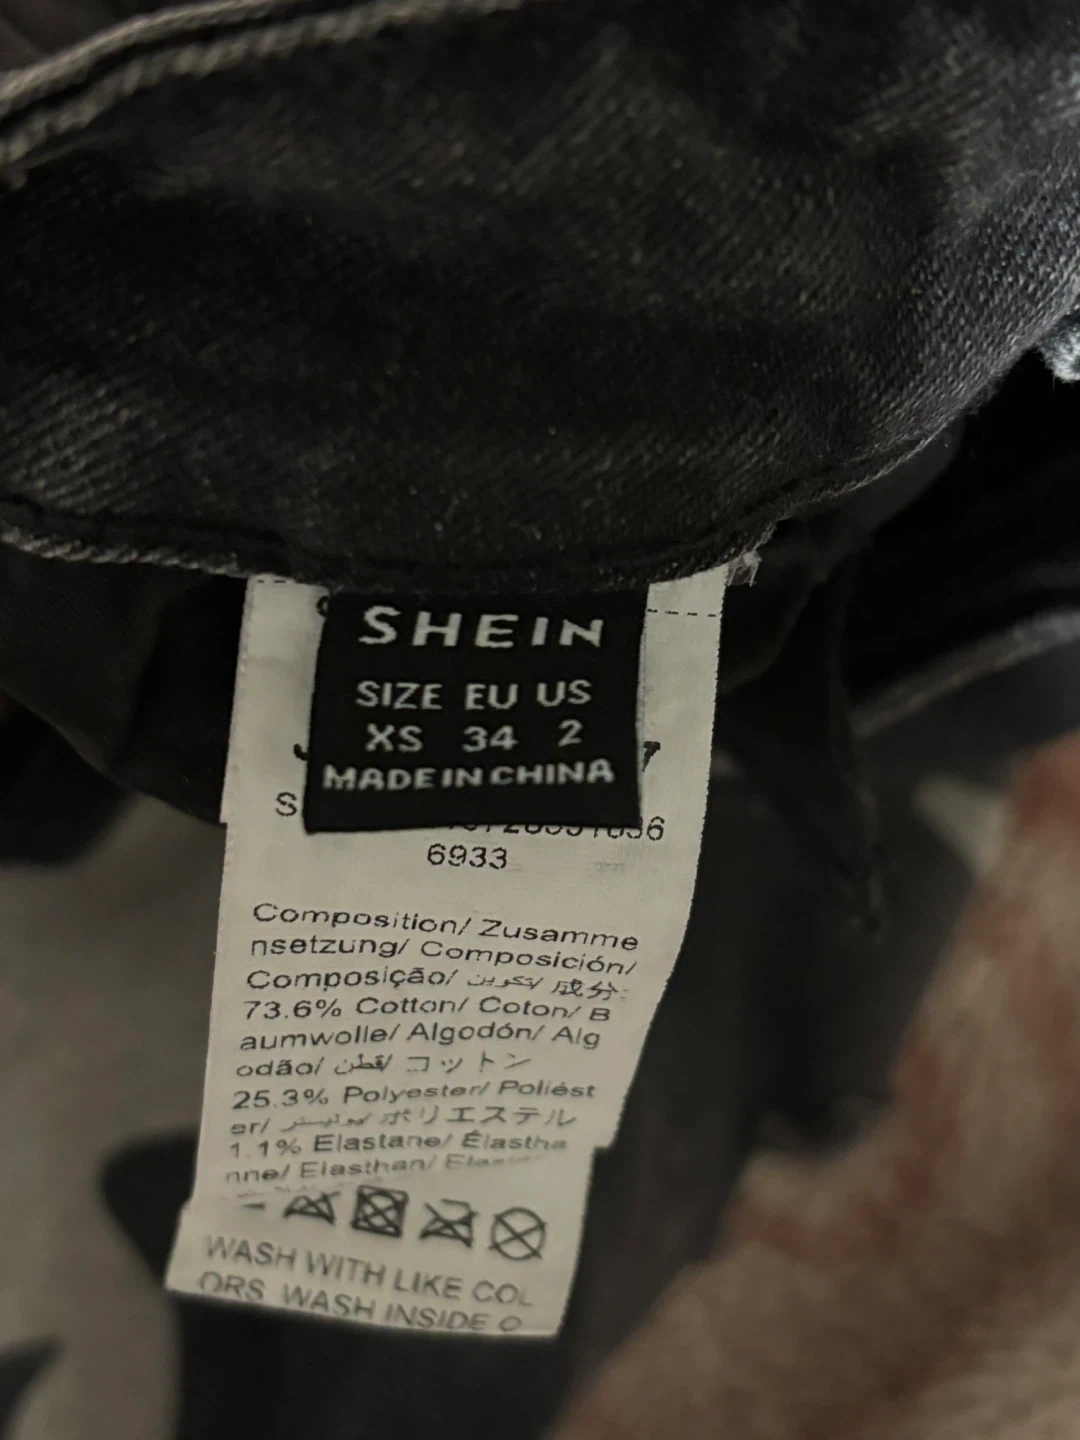 SHEIN
SIZE EU US
XS 34 2
MADE IN CHINA
6933
Composition/ Zusamme
nsetzung/ Composición/
Composição/ تكوين/ 成分:
73.6% Cotton/ Coton/ B
aumwolle/ Algodón/ Alg
odão/ قطن/ コットン
25.3% Polyester/ Poliést
er/ بوليستر/ ポリエステル
1.1% Elastane/ Élastha
nne/ Elasthan/
WASH WITH LIKE COL
ORS WASH INSIDE O